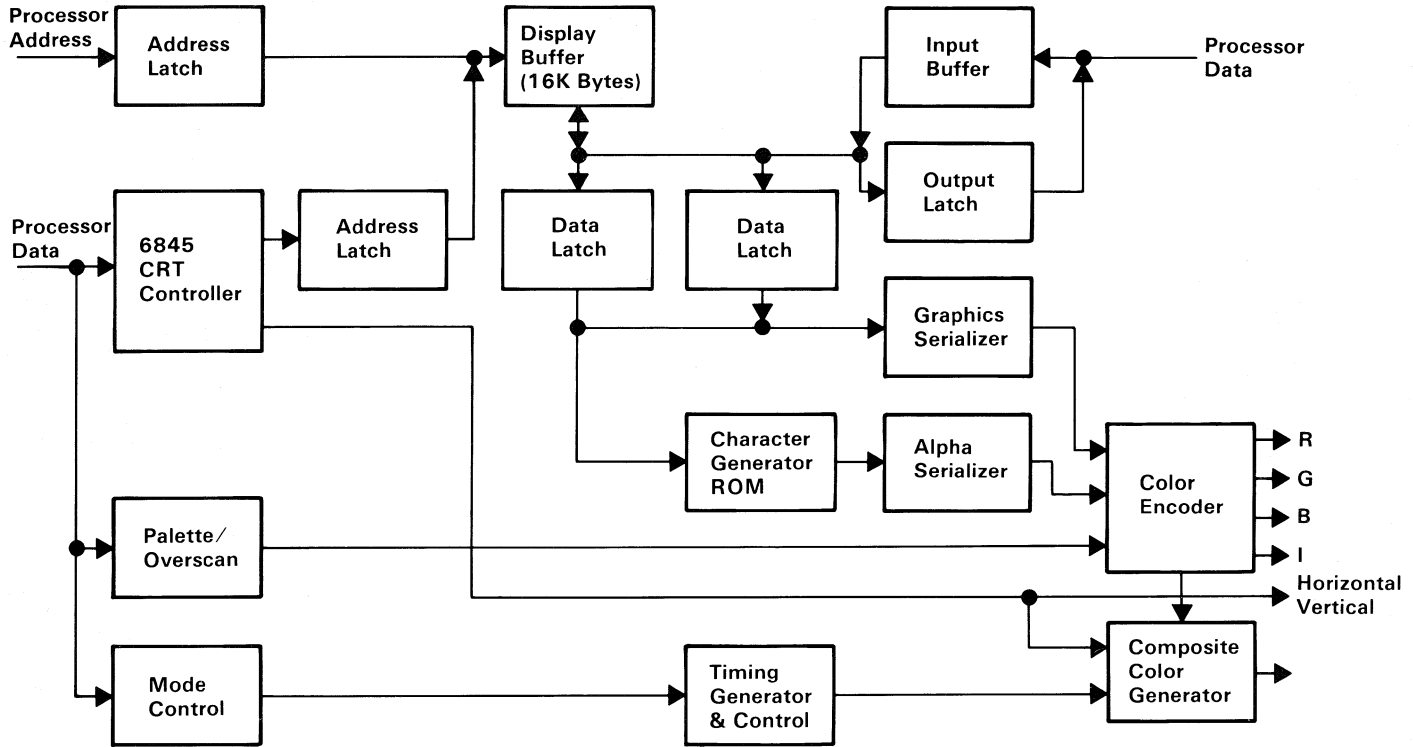 Processor
Address
Address
Latch
Display
Buffer
(16K Bytes)
Input
Buffer
Processor
Data
Output
Latch
Processor
Data
6845
CRT
Controller
Address
Latch
Data
Latch
Data
Latch
Graphics
Serializer
Character
Generator
ROM
Alpha
Serializer
Color
Encoder
R
G
B
I
Palette/
Overscan
Horizontal
Vertical
Mode
Control
Timing
Generator
& Control
Composite
Color
Generator